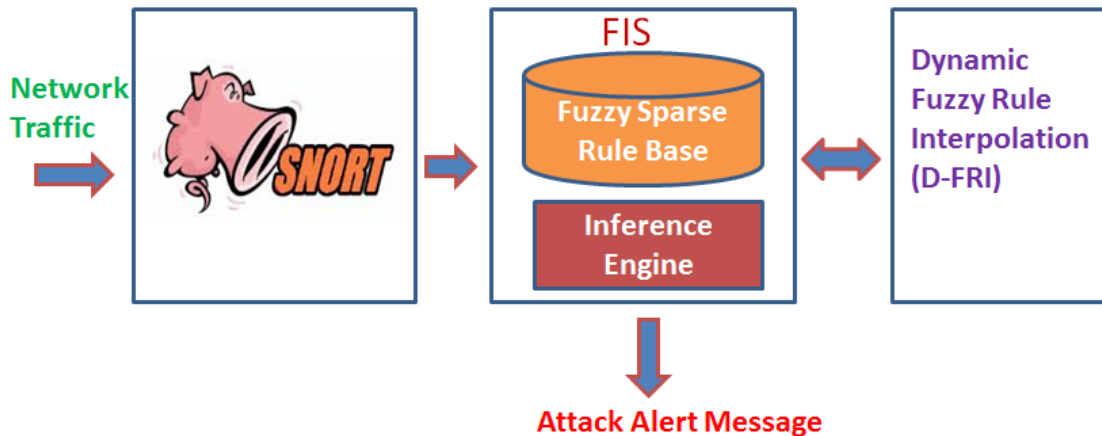 Network
Traffic
SNORT
FIS
Fuzzy Sparse
Rule Base
Inference
Engine
Dynamic
Fuzzy Rule
Interpolation
(D-FRI)
Attack Alert Message